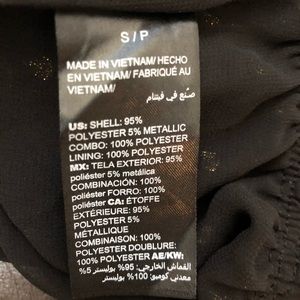 S / P
MADE IN VIETNAM/ HECHO
EN VIETNAM/ FABRIQUÉ AU
VIETNAM/
صنع في فيتنام
US: SHELL: 95%
POLYESTER 5% METALLIC
COMBO: 100% POLYESTER
LINING: 100% POLYESTER
MX: TELA EXTERIOR: 95%
poliéster 5% metálica
COMBINACIÓN: 100%
poliéster FORRO: 100%
poliéster CA: ÉTOFFE
EXTÉRIEURE: 95%
POLYESTER 5%
MÉTALLIQUE
COMBINAISON: 100%
POLYESTER DOUBLURE:
100% POLYESTER AE/KW:
القماش الخارجي: 95% بوليستر 5%
معدني كومبو: 100% بوليستر